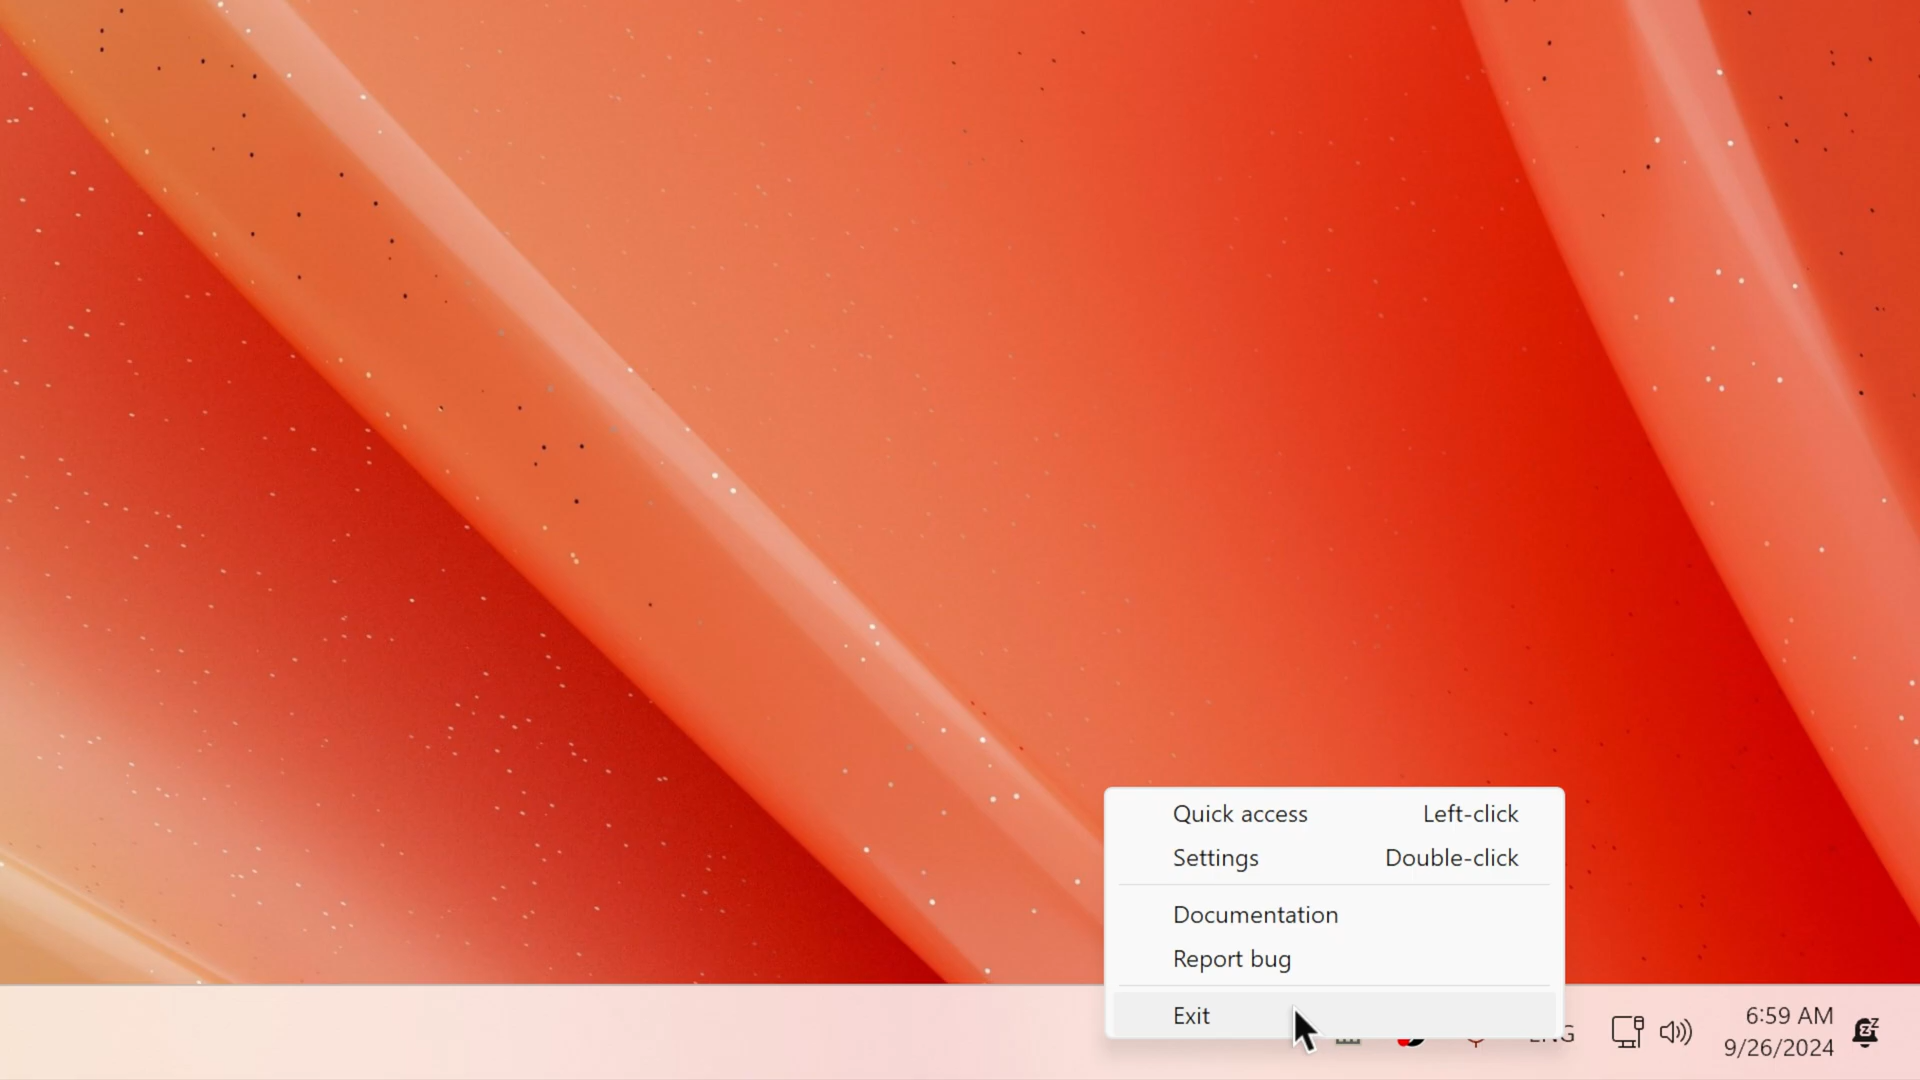 Quick access Left-click
Settings Double-click
Documentation
Report bug
Exit
6:59 AM
9/26/2024